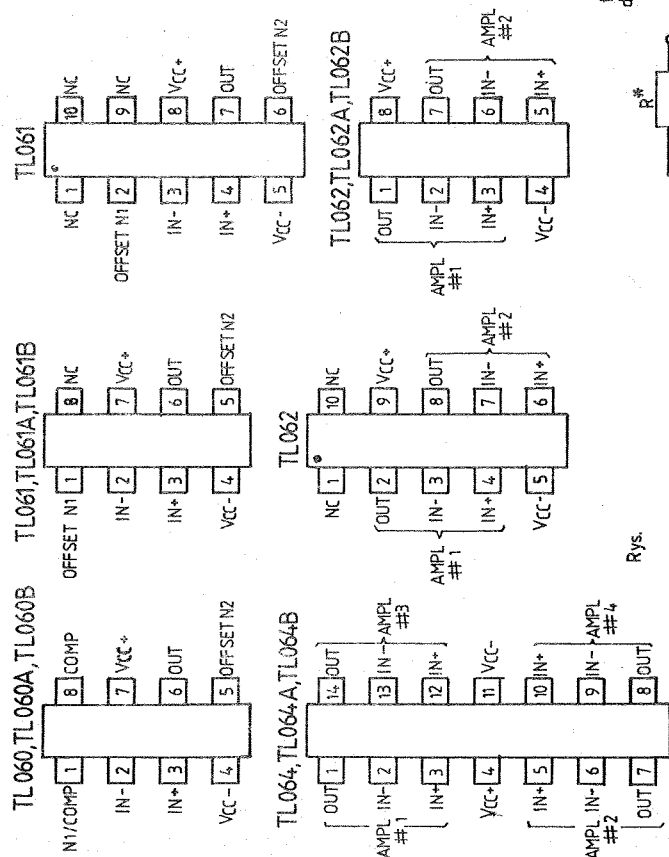 TL060,TL060A,TL060B
N1/COMP 1 8 COMP
IN- 2 7 VCC+
IN+ 3 6 OUT
VCC- 4 5 OFFSET N2
TL061,TL061A,TL061B
OFFSET N1 1 8 NC
IN- 2 7 VCC+
IN+ 3 6 OUT
VCC- 4 5 OFFSET N2
TL061
NC 1 10 NC
OFFSET N1 2 9 NC
IN- 3 8 VCC+
IN+ 4 7 OUT
VCC- 5 6 OFFSET N2
TL064,TL064A,TL064B
OUT 1 14 OUT
AMPL #1 IN- 2 13 IN- AMPL #3
IN+ 3 12 IN+
VCC+ 4 11 VCC-
IN+ 5 10 IN+
AMPL #2 IN- 6 9 IN- AMPL #4
OUT 7 8 OUT
TL062
NC 1 10 NC
OUT 2 9 VCC+
AMPL #1 IN- 3 8 OUT
IN+ 4 7 IN- AMPL #2
VCC- 5 6 IN+
TL062,TL062A,TL062B
OUT 1 8 VCC+
AMPL #1 IN- 2 7 OUT
IN+ 3 6 IN- AMPL #2
VCC- 4 5 IN+
Rys.
R*